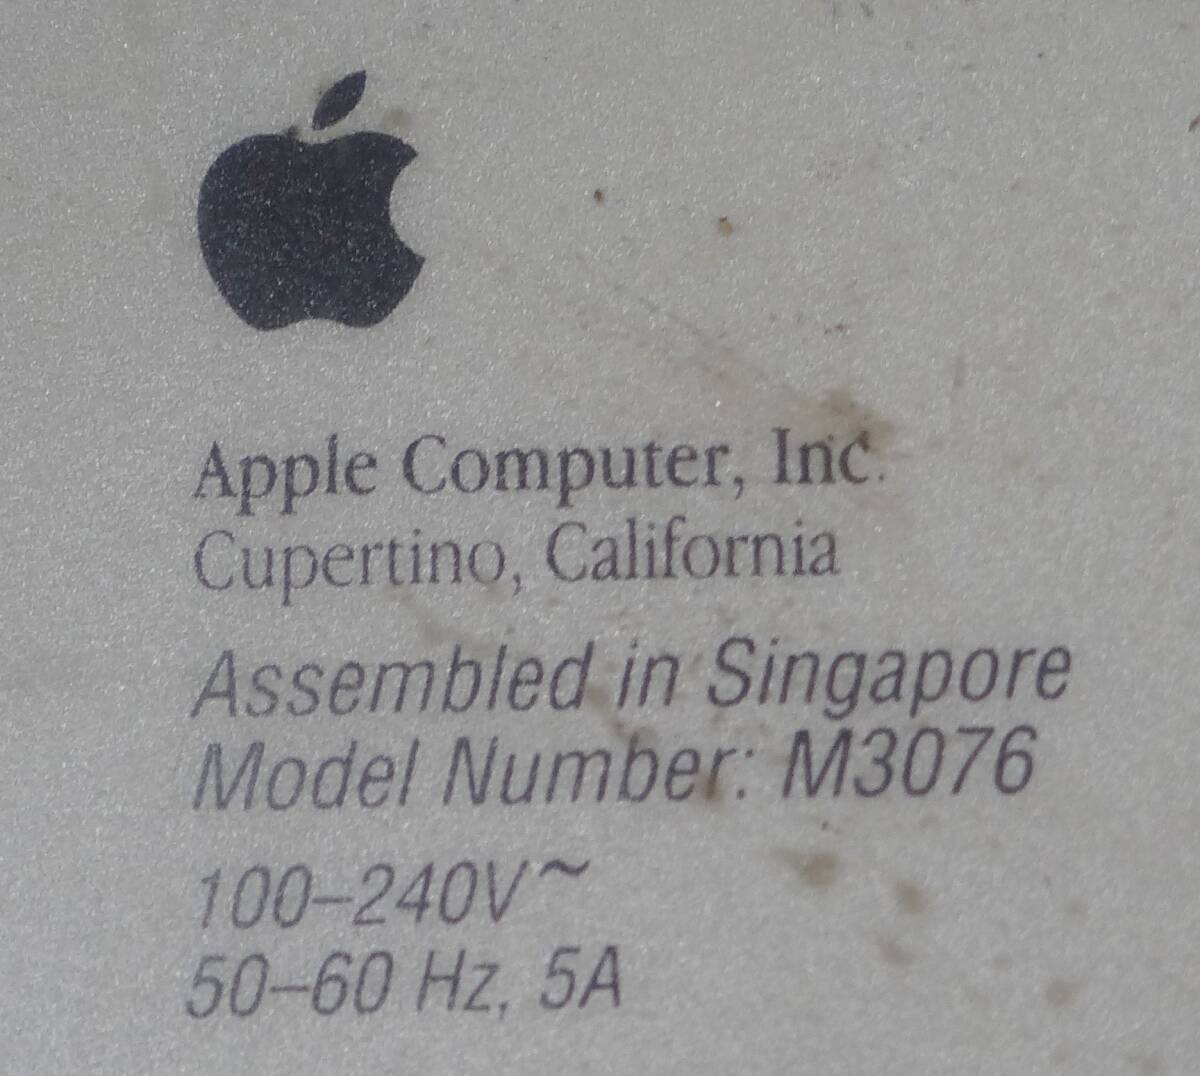 Apple Computer, Inc.
Cupertino, California
Assembled in Singapore
Model Number: M3076
100–240V~
50–60 Hz, 5A